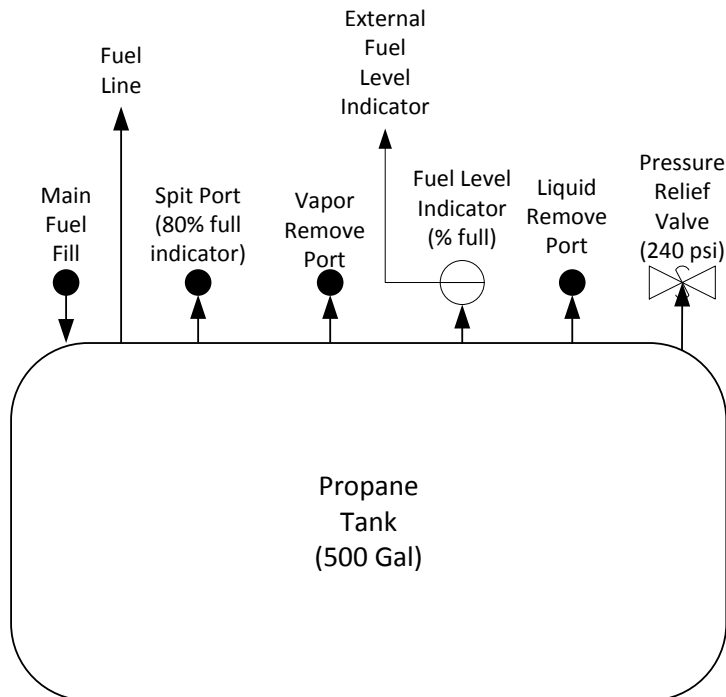 External
Fuel
Level
Indicator
Fuel
Line
Main
Fuel
Fill
Spit Port
(80% full
indicator)
Vapor
Remove
Port
Fuel Level
Indicator
(% full)
Liquid
Remove
Port
Pressure
Relief
Valve
(240 psi)
Propane
Tank
(500 Gal)